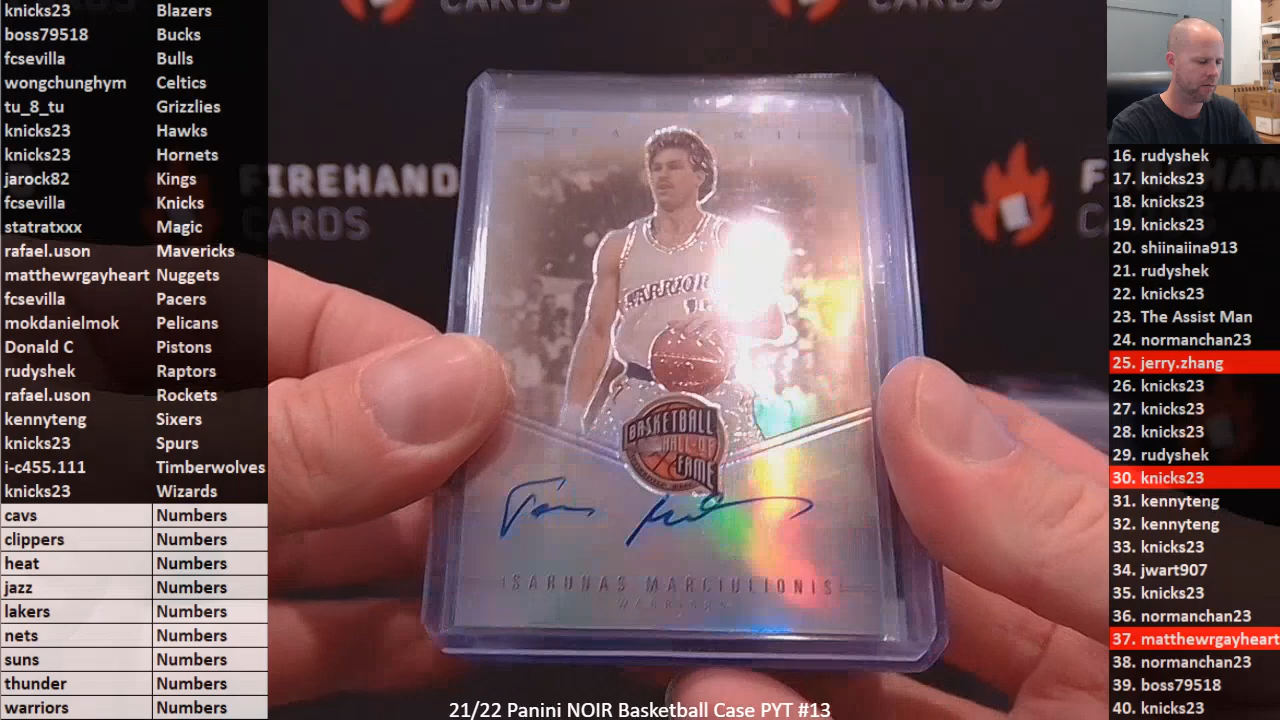 knicks23 Blazers
boss79518 Bucks
fcsevilla Bulls
wongchunghym Celtics
tu_8_tu Grizzlies
knicks23 Hawks
knicks23 Hornets
jarock82 Kings
fcsevilla Knicks
statratxxx Magic
rafael.uson Mavericks
matthewrgayheart Nuggets
fcsevilla Pacers
mokdanielmok Pelicans
Donald C Pistons
rudyshek Raptors
rafael.uson Rockets
kennyteng Sixers
knicks23 Spurs
i-c455.111 Timberwolves
knicks23 Wizards
cavs Numbers
clippers Numbers
heat Numbers
jazz Numbers
lakers Numbers
nets Numbers
suns Numbers
thunder Numbers
warriors Numbers
CARDS
CARDS
FIREHAND
CARDS
F
C
WARRIOR
BASKETBALL
HALL OF
FAME
SARUNAS MARCIULIONIS
WARRIORS
21/22 Panini NOIR Basketball Case PYT #13
16. rudyshek
17. knicks23
18. knicks23
19. knicks23
20. shiinaiina913
21. rudyshek
22. knicks23
23. The Assist Man
24. normanchan23
25. jerry.zhang
26. knicks23
27. knicks23
28. knicks23
29. rudyshek
30. knicks23
31. kennyteng
32. kennyteng
33. knicks23
34. jwart907
35. knicks23
36. normanchan23
37. matthewrgayheart
38. normanchan23
39. boss79518
40. knicks23